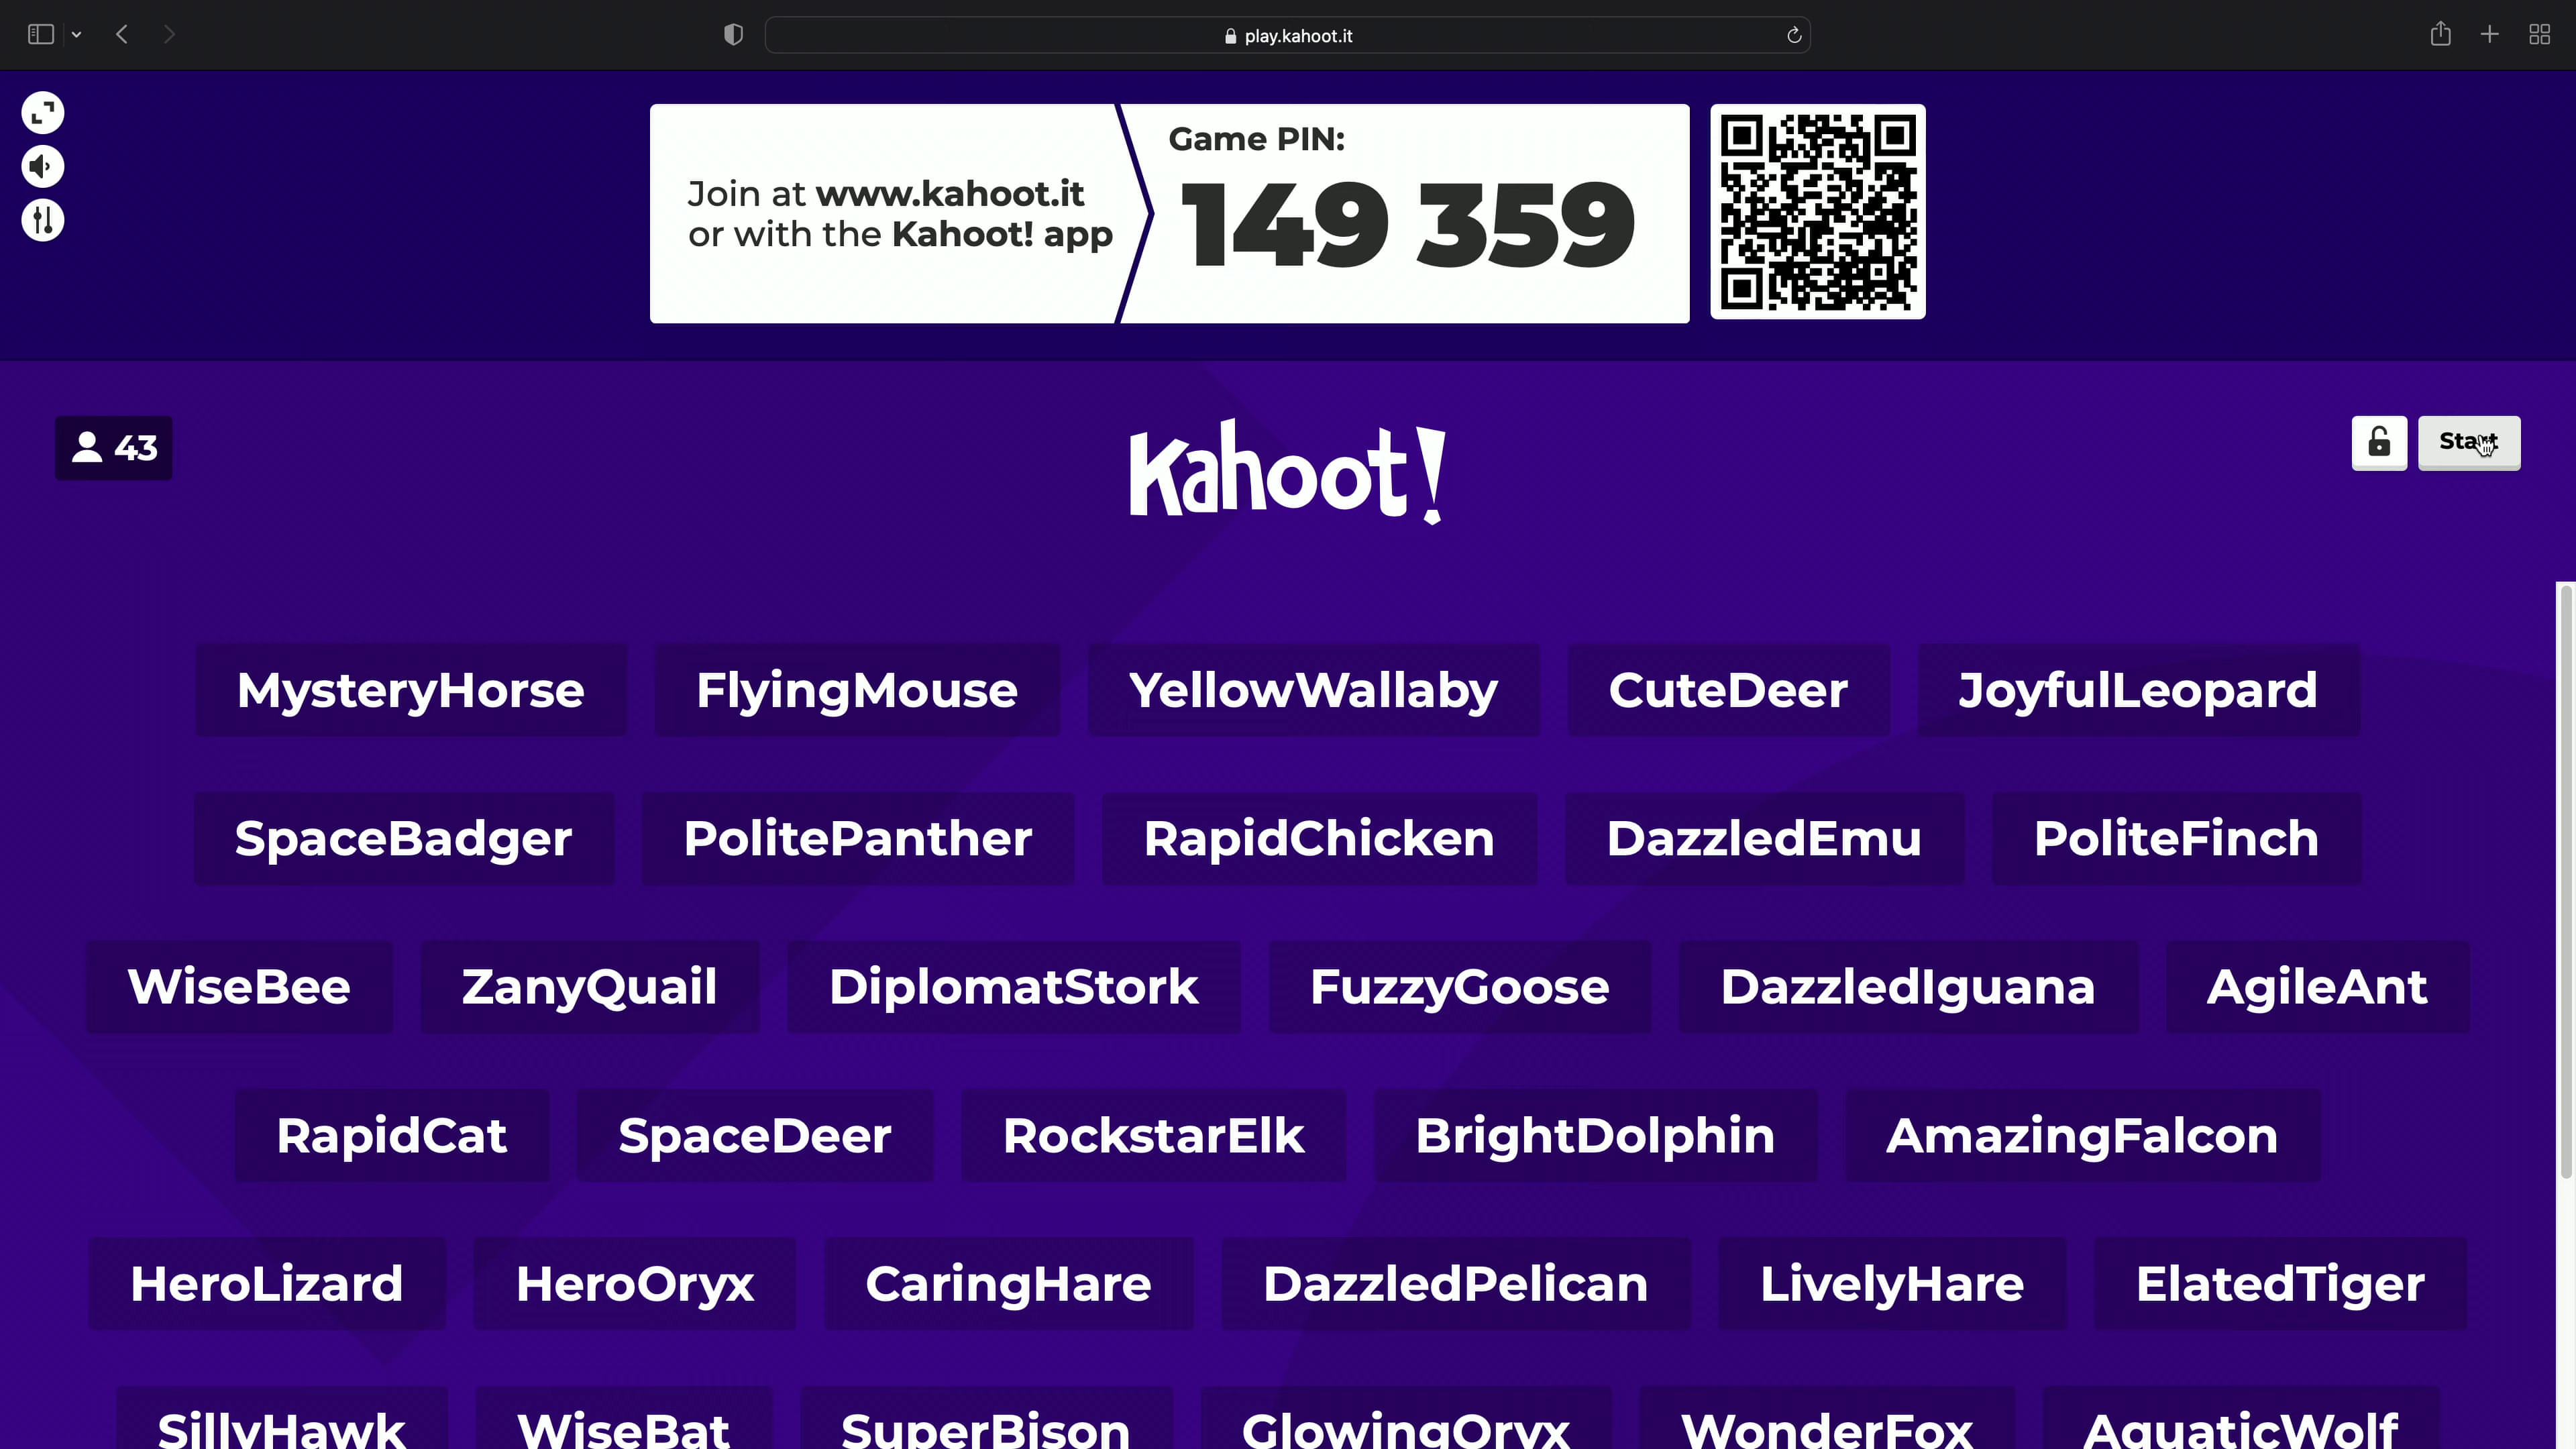 play.kahoot.it
Join at www.kahoot.it
or with the Kahoot! app
Game PIN:
149 359
43
Kahoot!
Start
MysteryHorse FlyingMouse YellowWallaby CuteDeer JoyfulLeopard
SpaceBadger PolitePanther RapidChicken DazzledEmu PoliteFinch
WiseBee ZanyQuail DiplomatStork FuzzyGoose DazzledIguana AgileAnt
RapidCat SpaceDeer RockstarElk BrightDolphin AmazingFalcon
HeroLizard HeroOryx CaringHare DazzledPelican LivelyHare ElatedTiger
SillyHawk WiseBat SuperBison GlowingOryx WonderFox AquaticWolf